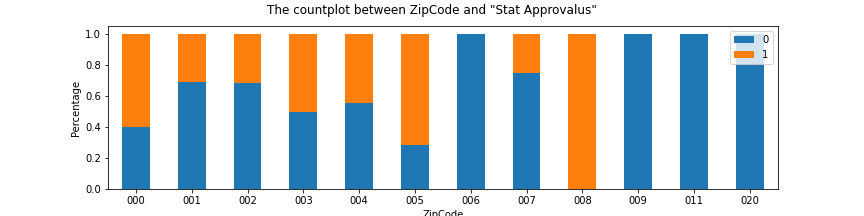 The countplot between ZipCode and "Stat Approvalus"
1.0
0.8
0.6
0.4
0.2
0.0
Percentage
0
1
000 001 002 003 004 005 006 007 008 009 011 020
ZipCode